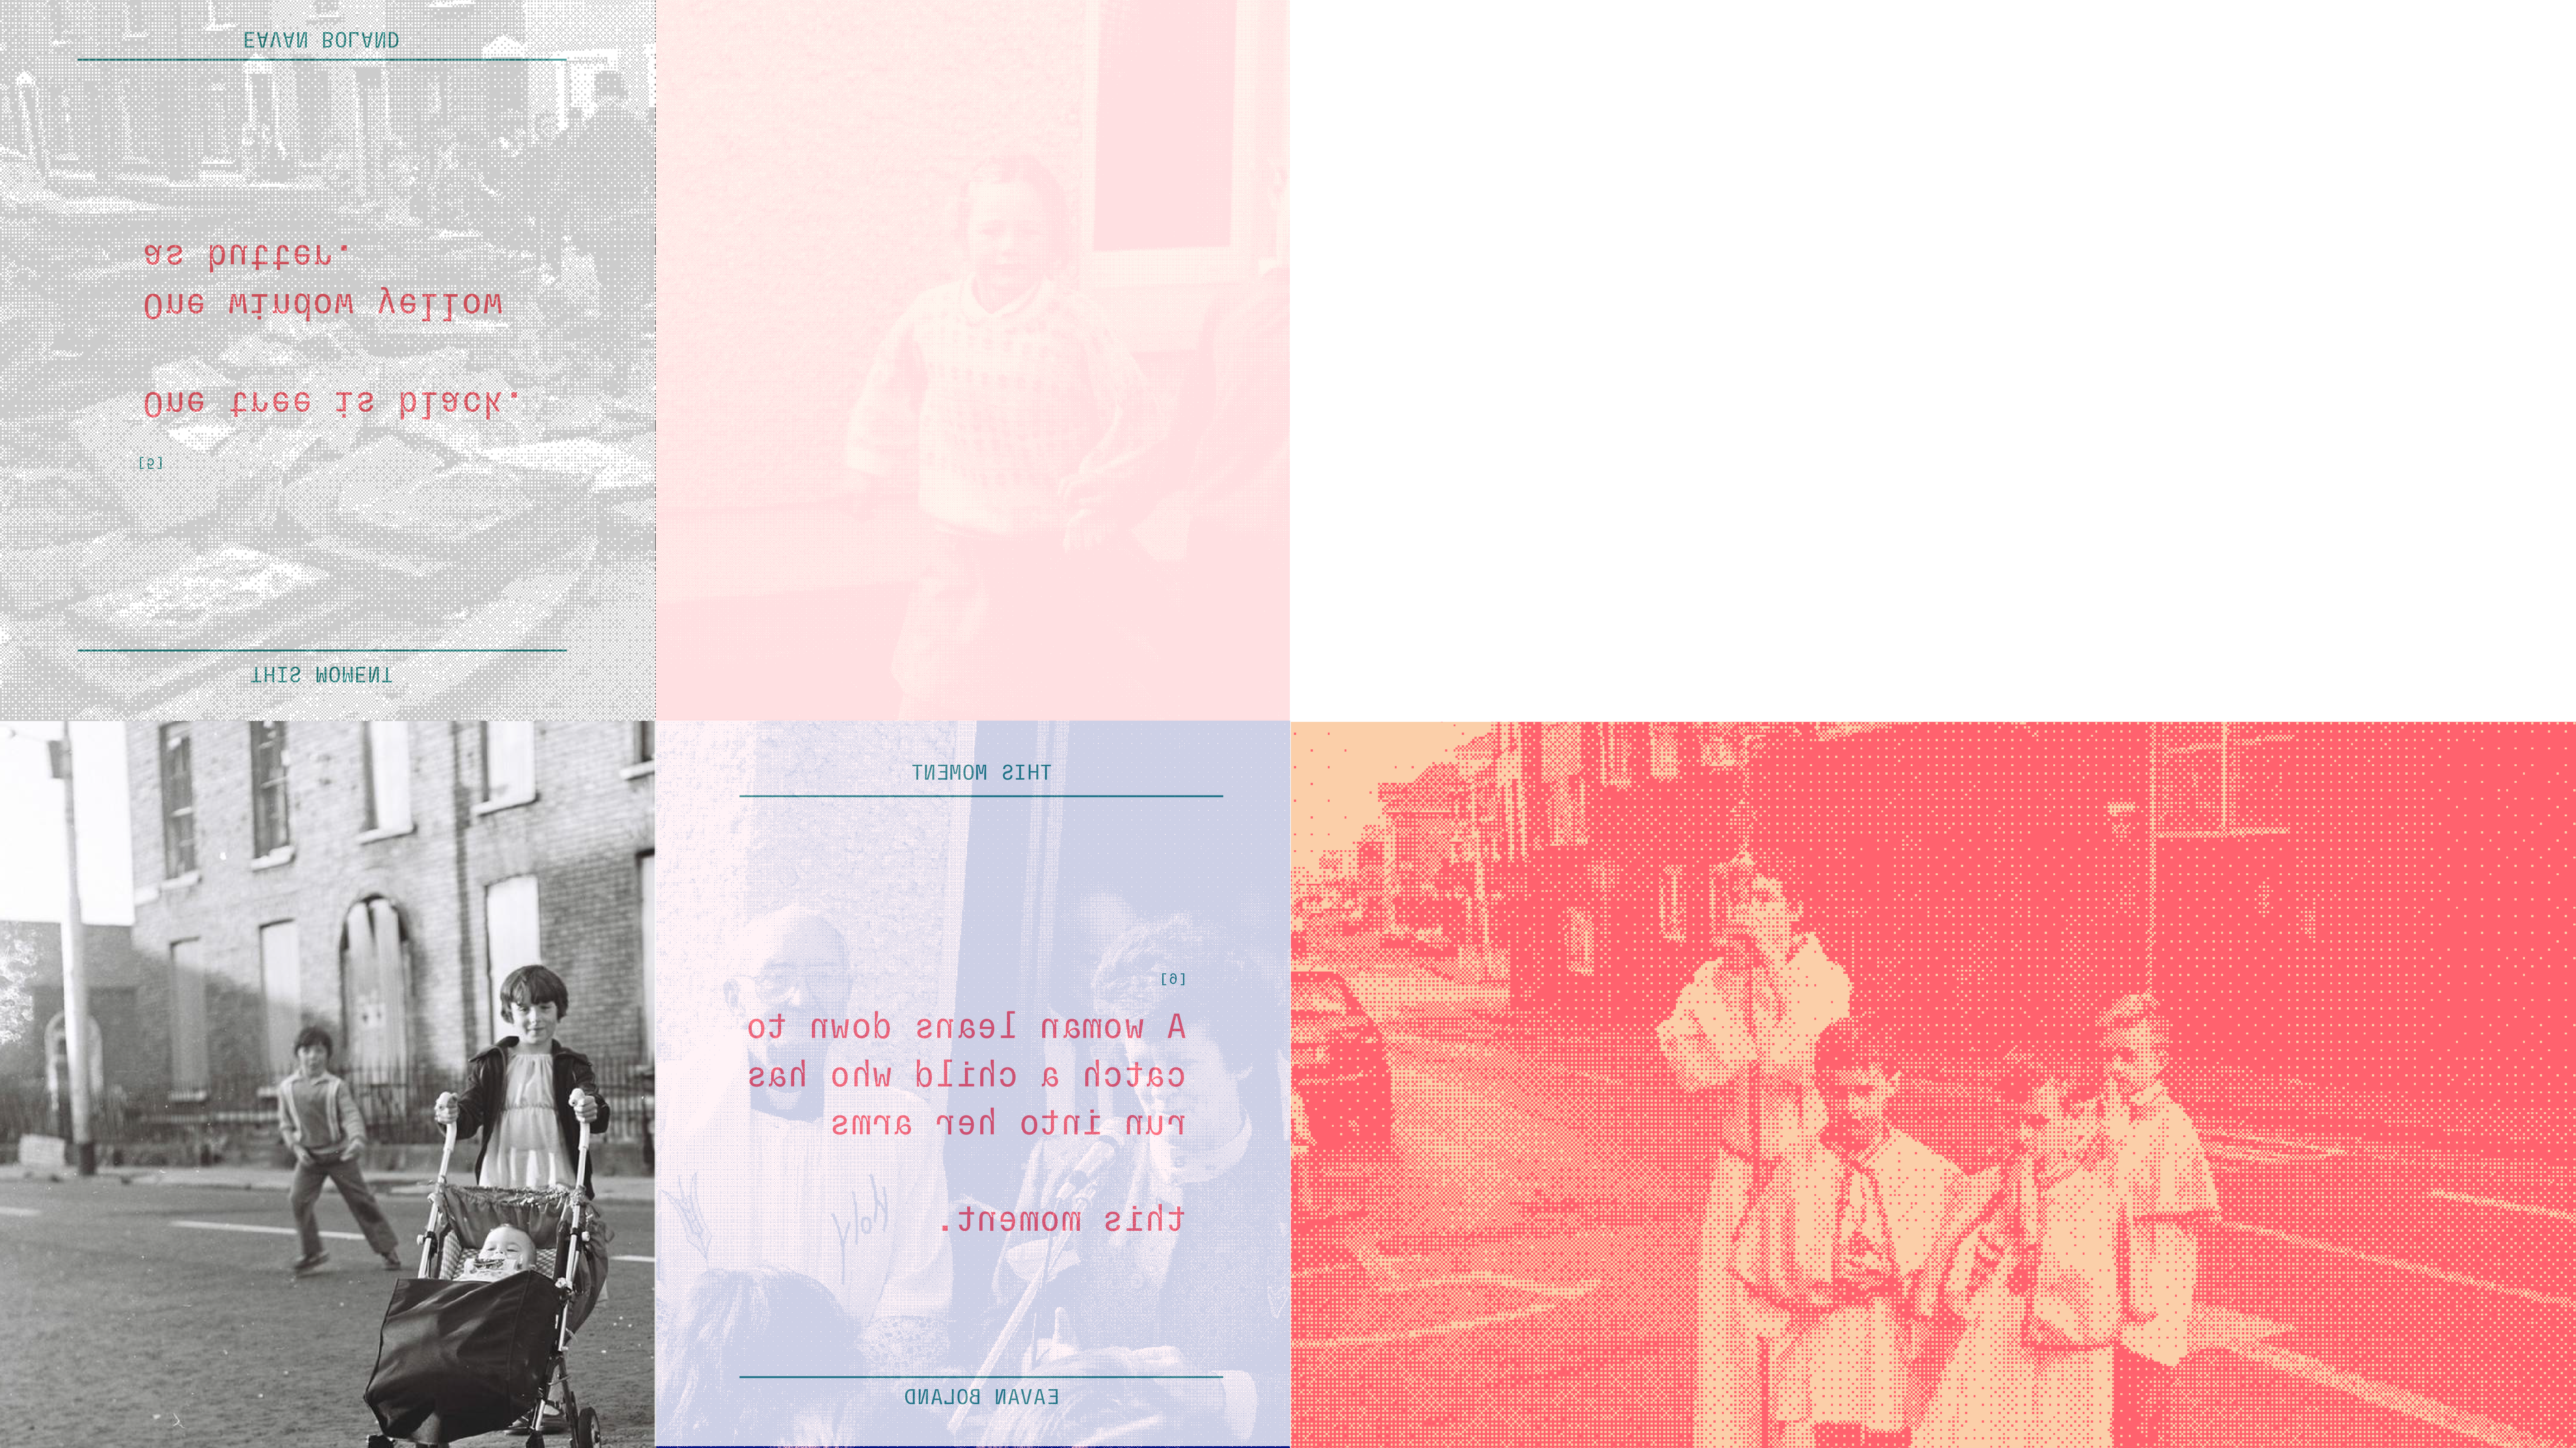 THIS MOMENT
[5]
One tree is black.
One window yellow
as butter.
EAVAN BOLAND
THIS MOMENT
[6]
A woman leans down to
catch a child who has
run into her arms
this moment.
EAVAN BOLAND